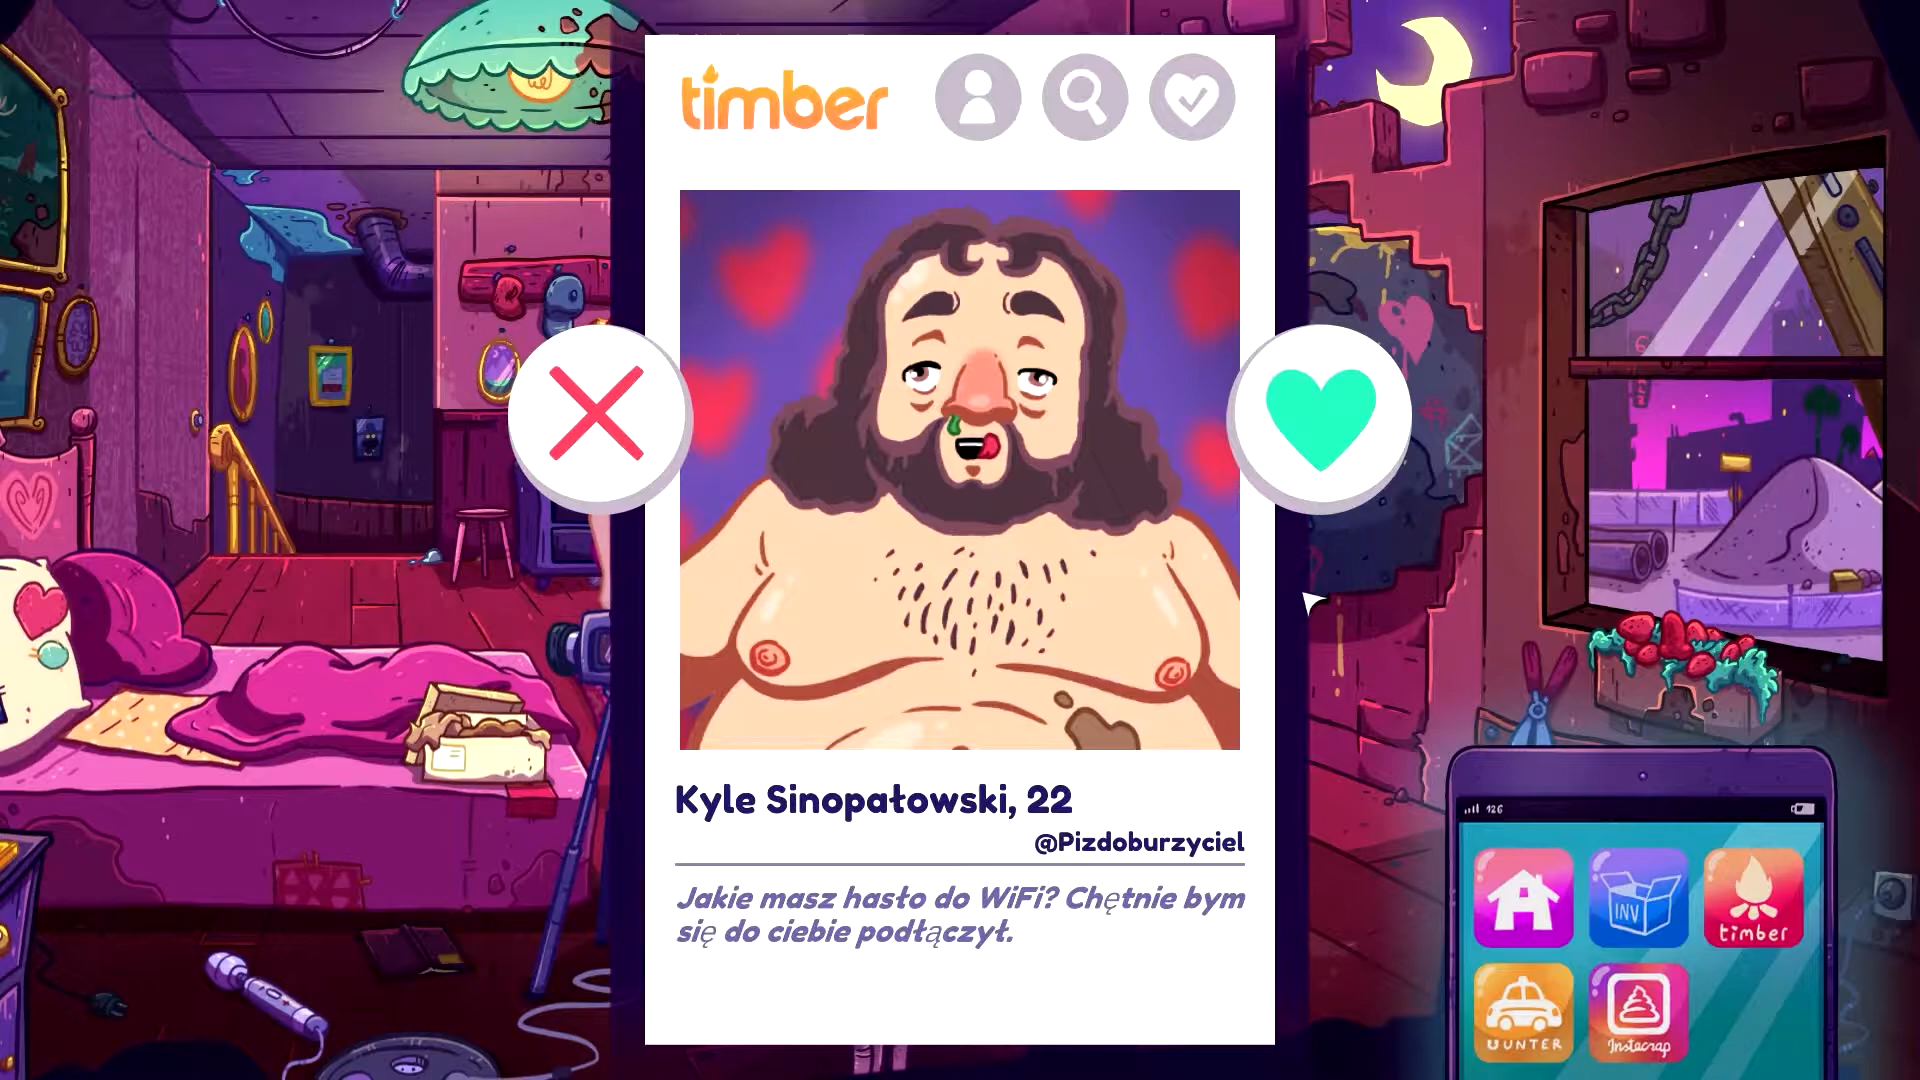 timber
Kyle Sinopałowski, 22
@Pizdoburzyciel
Jakie masz hasło do WiFi? Chętnie bym
się do ciebie podłączył.
126
INV
timber
UUNTER
Instacrap